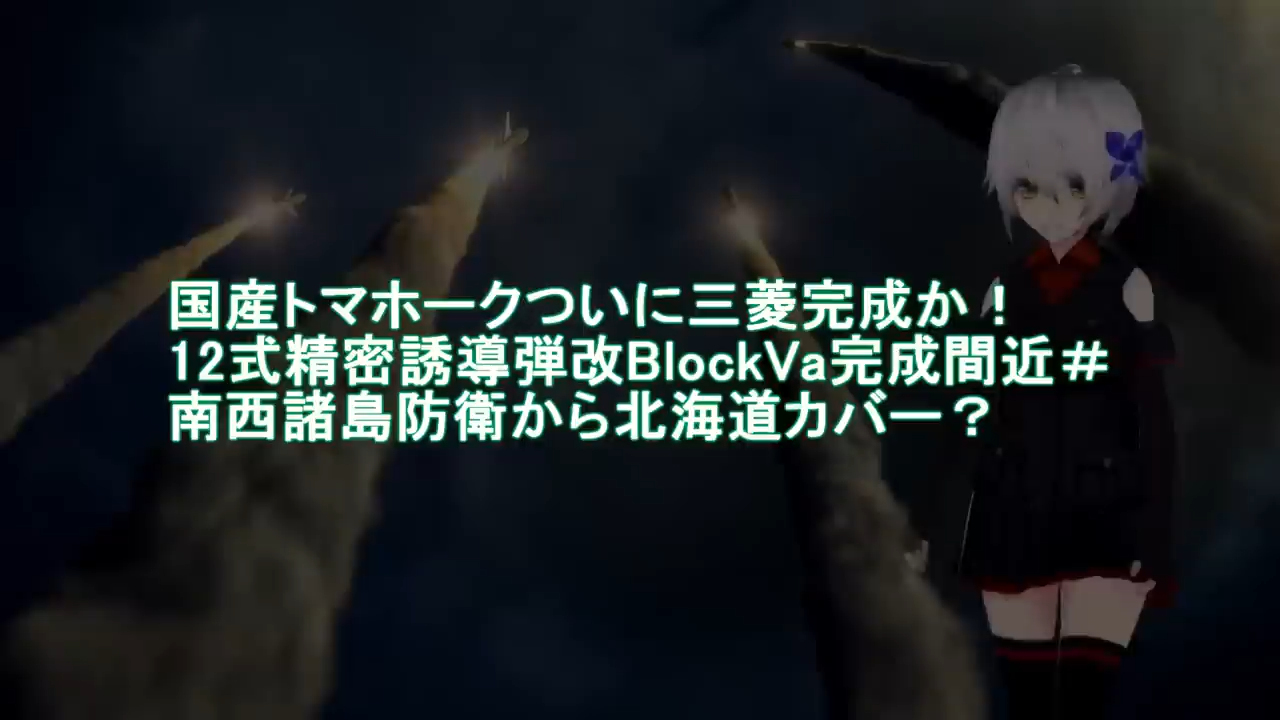 国産トマホークついに三菱完成か！
12式精密誘導弾改BlockVa完成間近＃
南西諸島防衛から北海道カバー？